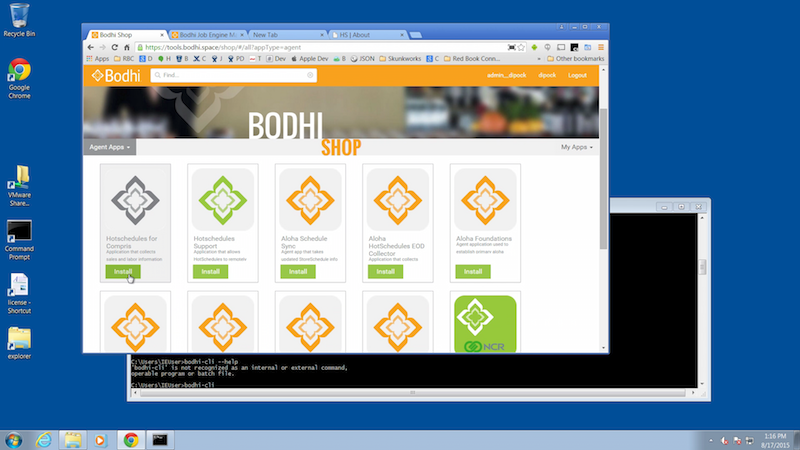 Recycle Bin
Google
Chrome
VMware
Share...
Command
Prompt
license -
Shortcut
explorer
Bodhi Shop
Bodhi Job Engine M
New Tab
HS | About
https://tools.bodhi.space/shop/#/all?appType=agent
Apps
RBC
D
H
B
X
C
J
PD
T
Dev
Apple Dev
B
JSON
Skunkworks
C
Red Book Conn...
»
Other bookmarks
Bodhi
Find...
dipock
Logout
BODHI
SHOP
Agent Apps
My Apps
Hotschedules for
Compris
Application that collects
sales and labor information
Install
Hotschedules
Support
Application that allows
HotSchedules to remotely
Install
Aloha Schedule
Sync
Agent app that takes
updated StoreSchedule info
Install
Aloha
HotSchedules EOD
Collector
Application that collects
Install
Aloha Foundations
Agent application used to
establish primary aloha
Install
NCR
C:\Users\IEUser>bodhi-cli --help
'bodhi-cli' is not recognized as an internal or external command,
operable program or batch file.
C:\Users\IEUser>bodhi-cli
1:16 PM
8/17/2015